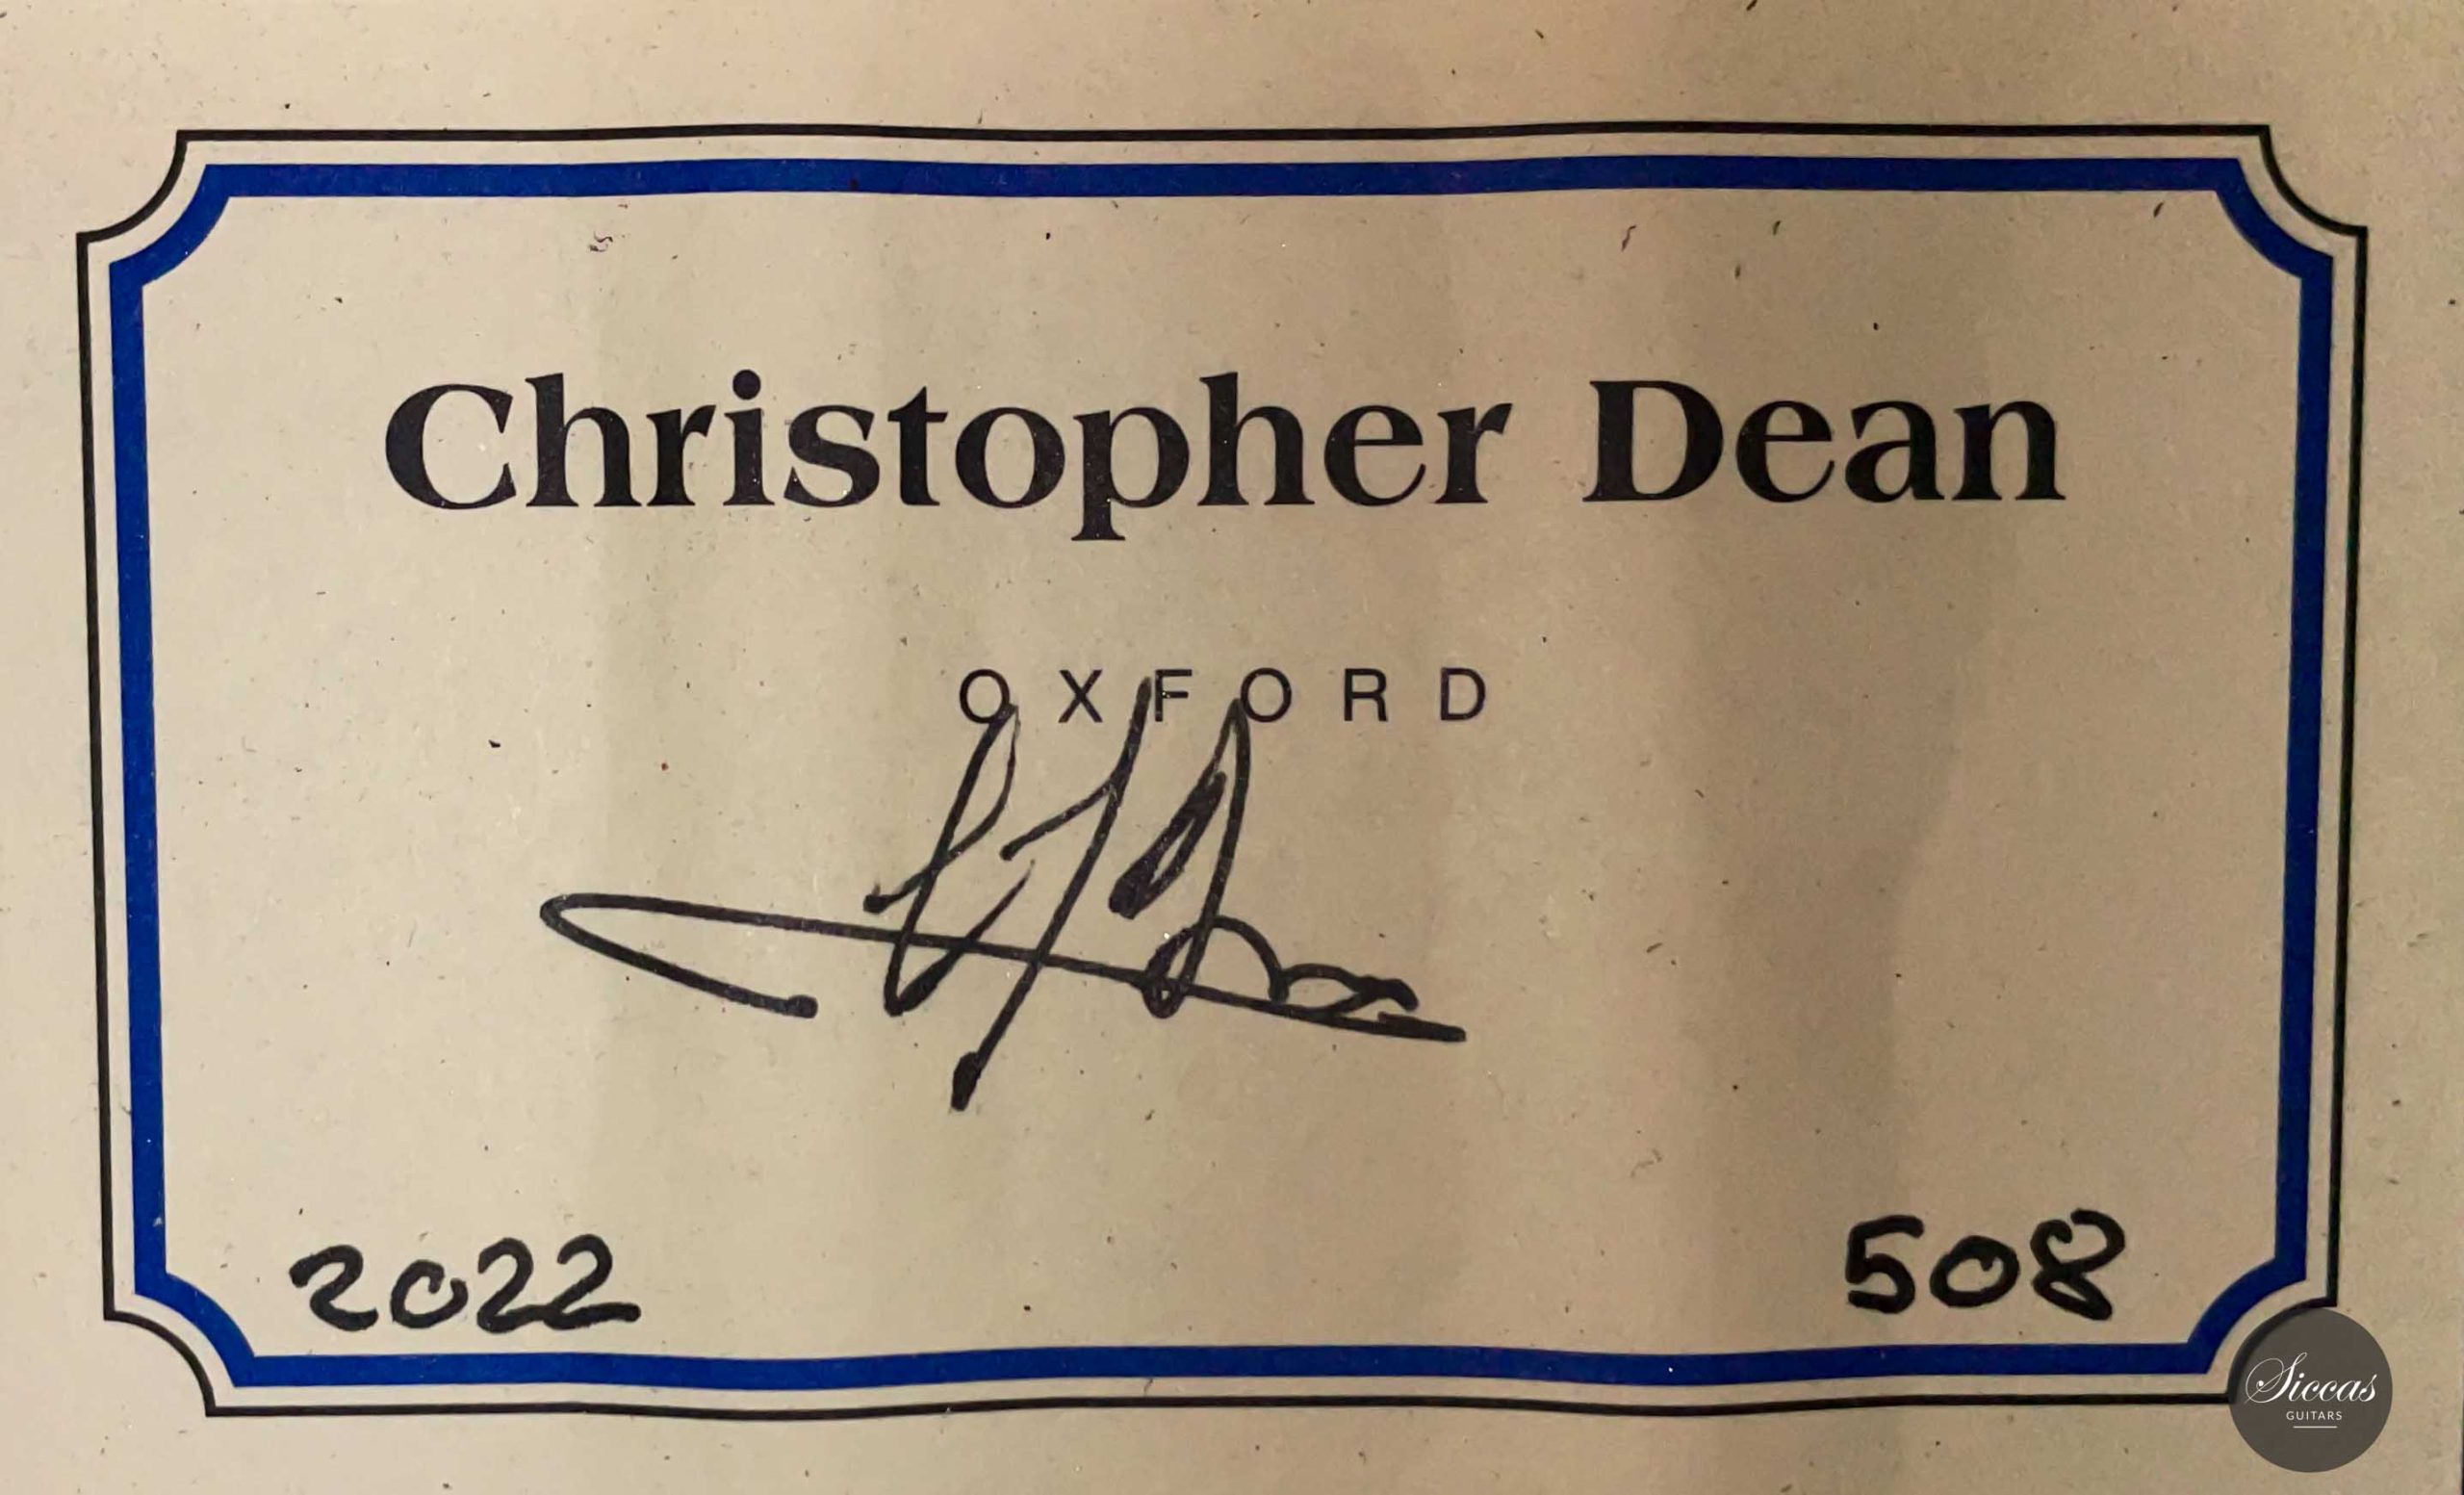 Christopher Dean
OXFORD
2022
508
Siccas
GUITARS